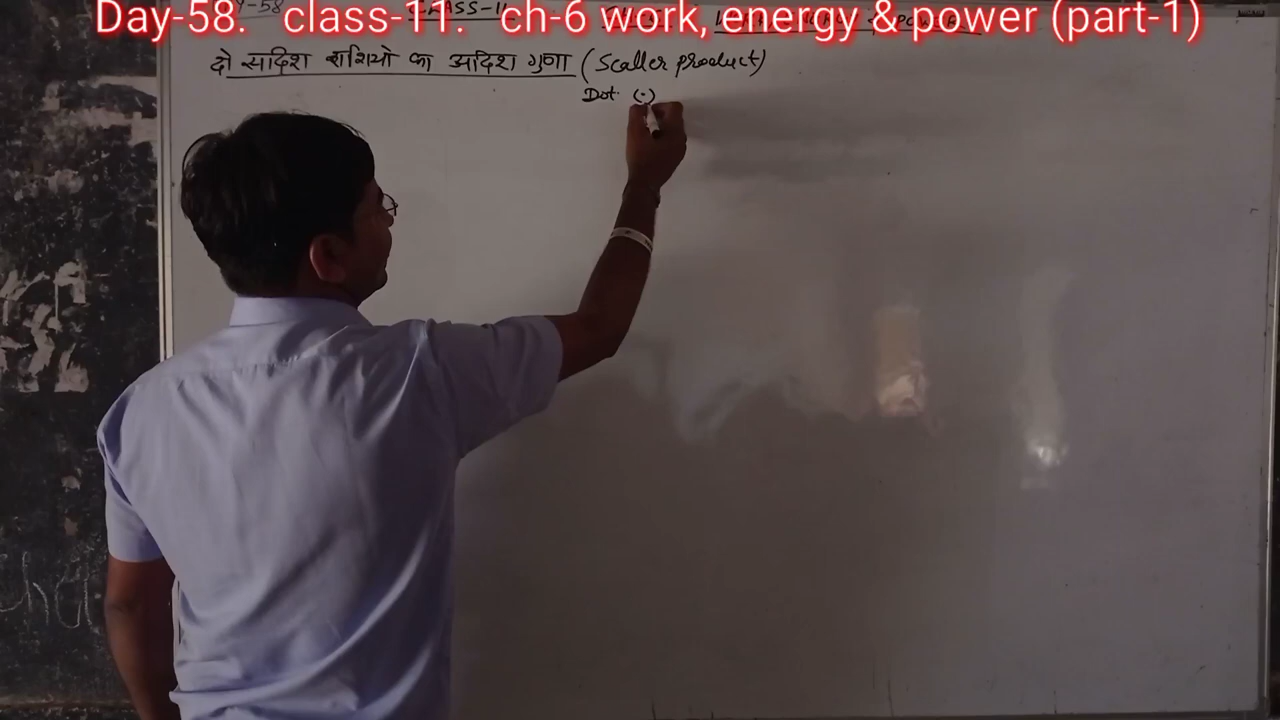 Day-58. class-11. ch-6 work, energy & power (part-1)
दो सदिश राशियो का अदिश गुणा (Scaller product)
Dot (·)